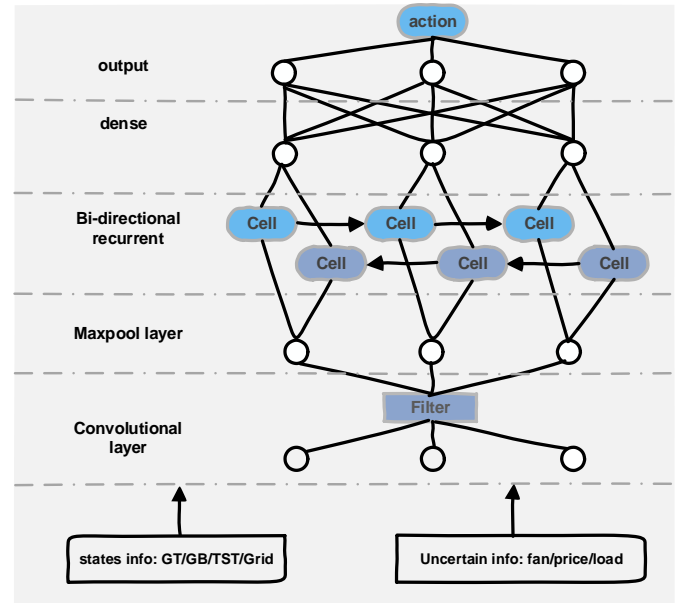 action
output
dense
Bi-directional
recurrent
Cell
Cell
Cell
Cell
Cell
Cell
Maxpool layer
Filter
Convolutional
layer
states info: GT/GB/TST/Grid
Uncertain info: fan/price/load